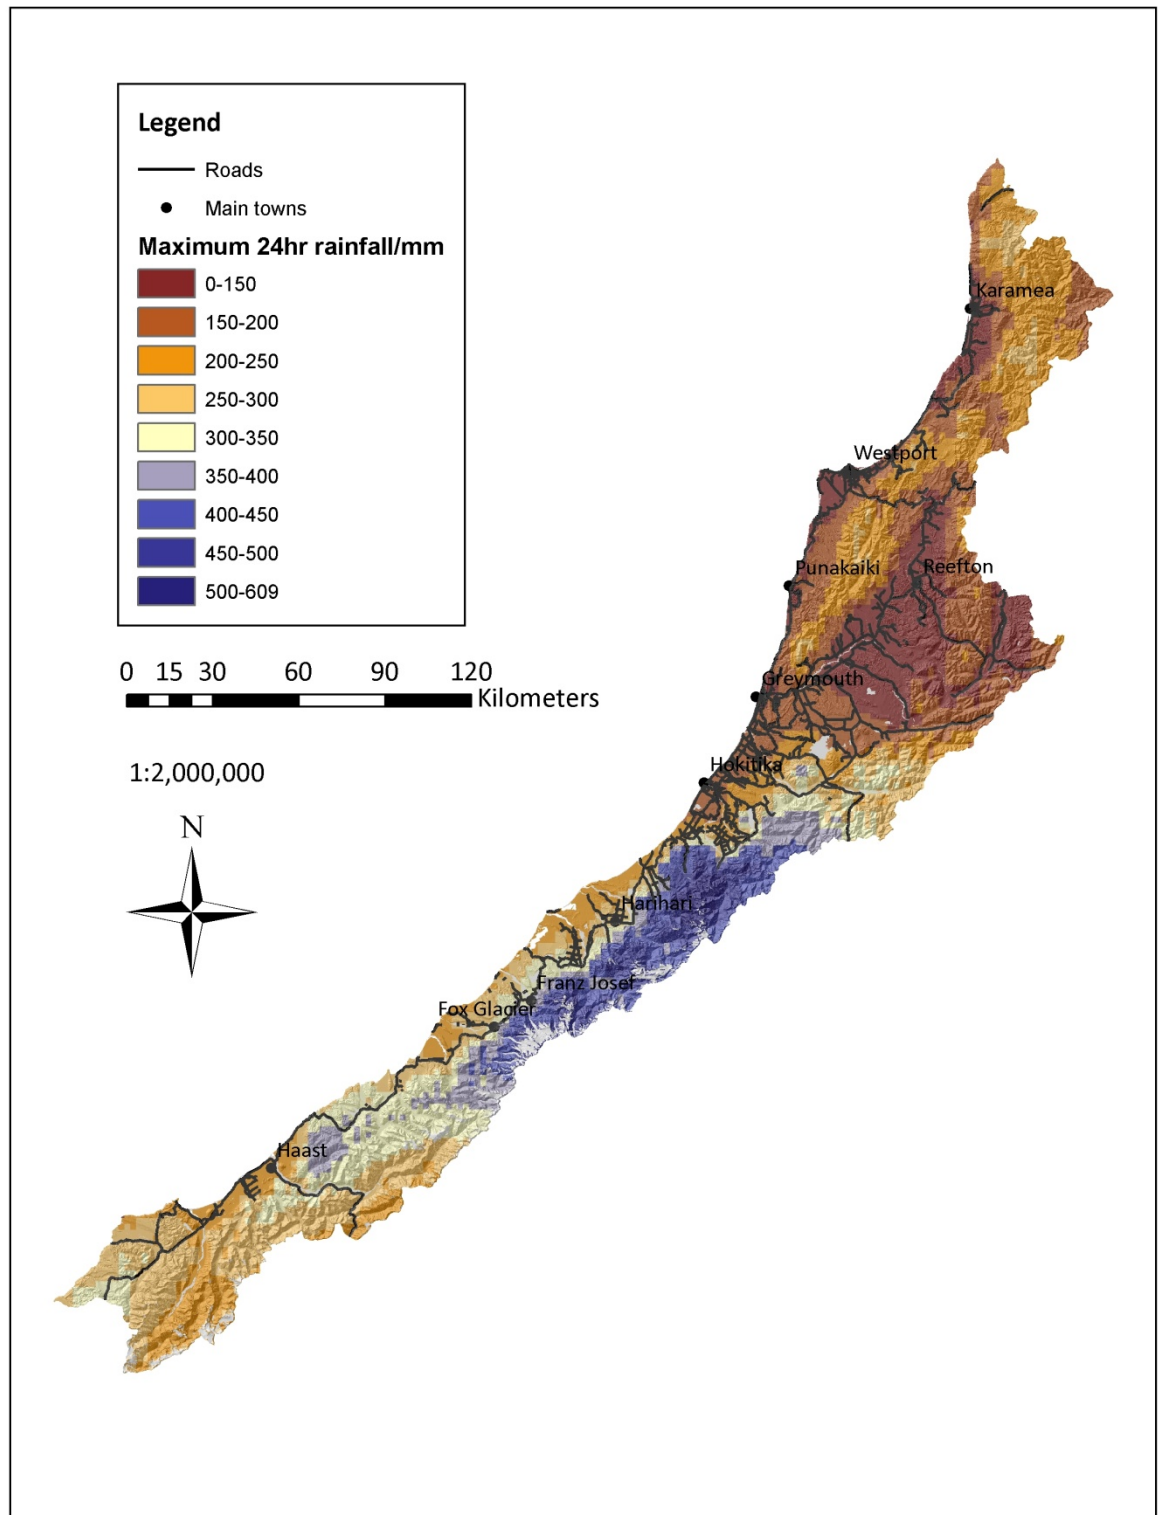 Legend
Roads
Main towns
Maximum 24hr rainfall/mm
0-150
150-200
200-250
250-300
300-350
350-400
400-450
450-500
500-609
0 15 30 60 90 120
Kilometers
1:2,000,000
N
Karamea
Westport
Punakaiki
Reefton
Greymouth
Hokitika
Harihari
Franz Josef
Fox Glacier
Haast